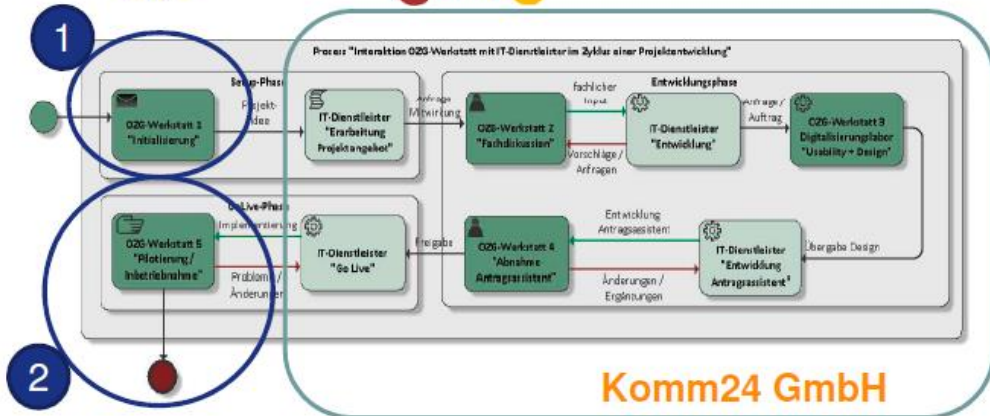 1
Prozess "Interaktion OZG-Werkstatt mit IT-Dienstleister im Zyklus einer Projektentwicklung"
Setup-Phase
OZG-Werkstatt 1
"Initialisierung"
Projekt-
idee
IT-Dienstleister
"Erarbeitung
Projektangebot"
Anfrage
Mitwirkung
Entwicklungsphase
OZG-Werkstatt 2
"Fachdiskussion"
fachlicher
Input
Vorschläge /
Anfragen
IT-Dienstleister
"Entwicklung"
Anfrage /
Auftrag
OZG-Werkstatt 3
Digitalisierungslabor
"Usability + Design"
GoLive-Phase
OZG-Werkstatt 5
"Pilotierung /
Inbetriebnahme"
Implementierung
Probleme /
Änderungen
IT-Dienstleister
"Go Live"
Freigabe
OZG-Werkstatt 4
"Abnahme
Antragsassistent"
Entwicklung
Antragsassistent
Änderungen /
Ergänzungen
IT-Dienstleister
"Entwicklung
Antragsassistent"
Übergabe Design
2
Komm24 GmbH